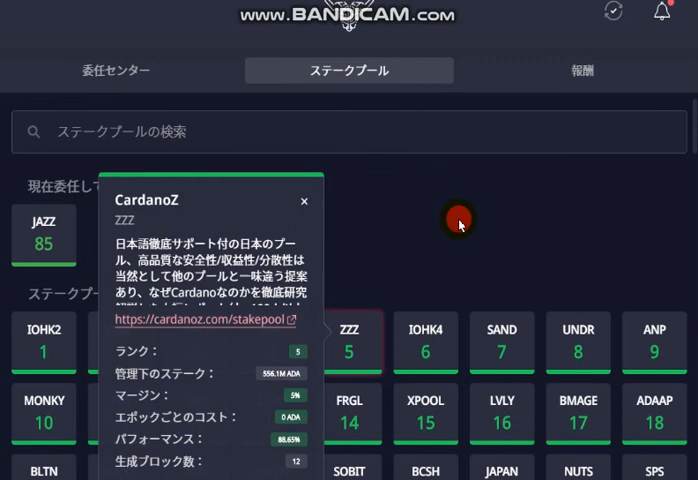 www.BANDICAM.com
委任センター
ステークプール
報酬
ステークプールの検索
現在委任して
JAZZ
85
CardanoZ
ZZZ
日本語徹底サポート付の日本のプー
ル、高品質な安全性/収益性/分散性は
当然として他のプールと一味違う提案
あり、なぜCardanoなのかを徹底研究
https://cardanoz.com/stakepool
ランク： 5
管理下のステーク： 556.1M ADA
マージン： 5%
エポックごとのコスト： 0 ADA
パフォーマンス： 88.65%
生成ブロック数： 12
ステークプー
IOHK2 ZZZ IOHK4 SAND UNDR ANP
1 5 6 7 8 9
MONKY FRGL XPOOL LVLY BMAGE ADAAP
10 14 15 16 17 18
BLTN SOBIT BCSH JAPAN NUTS SPS